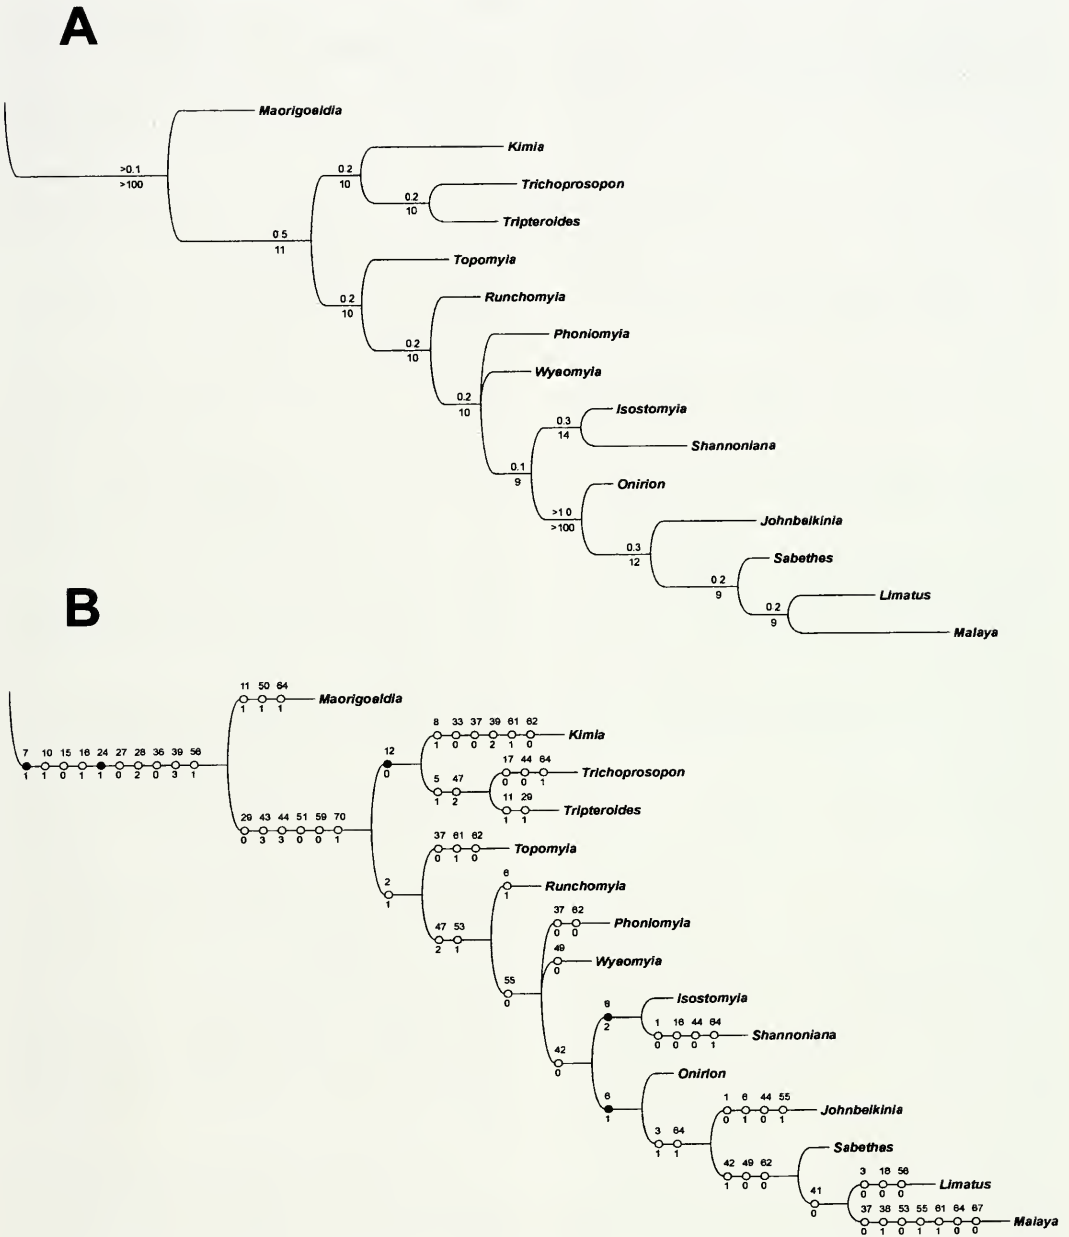 A
Maorigoeldia
>0.1
Kimia
>100
0.2
10
Trichoprosopon
0.2
10
Tripteroides
0.5
11
Topomyia
0.2
10
Runchomyia
0.2
10
Phoniomyia
Wyeomyia
0.2
10
Isostomyia
0.3
14
Shannoniana
0.1
9
Onirion
>1 0
>100
Johnbelkinia
0.3
12
Sabethes
0 2
9
Limatus
0 2
9
Malaya
B
11 50 64
Maorigoeldia
1 1 1
7 10 15 16 24 27 28 36 39 56
1 1 0 1 1 0 2 0 3 1
8 33 37 39 61 62
Kimia
1 0 0 2 1 0
12
0
17 44 64
Trichoprosopon
0 0 1
5 47
1 2
11 29
Tripteroides
1 1
29 43 44 51 59 70
0 3 3 0 0 1
37 61 62
Topomyia
0 1 0
2
1
6
Runchomyia
1
47 53
2 1
37 62
Phoniomyia
0 0
49
Wyeomyia
0
55
0
Isostomyia
8
2
1 16 44 64
Shannoniana
0 0 0 1
42
0
Onirion
6
1
1 6 44 55
Johnbelkinia
0 1 0 1
3 64
1 1
Sabethes
42 49 62
1 0 0
3 18 56
Limatus
0 0 0
41
0
37 38 53 55 61 64 67
Malaya
0 1 0 1 1 0 0